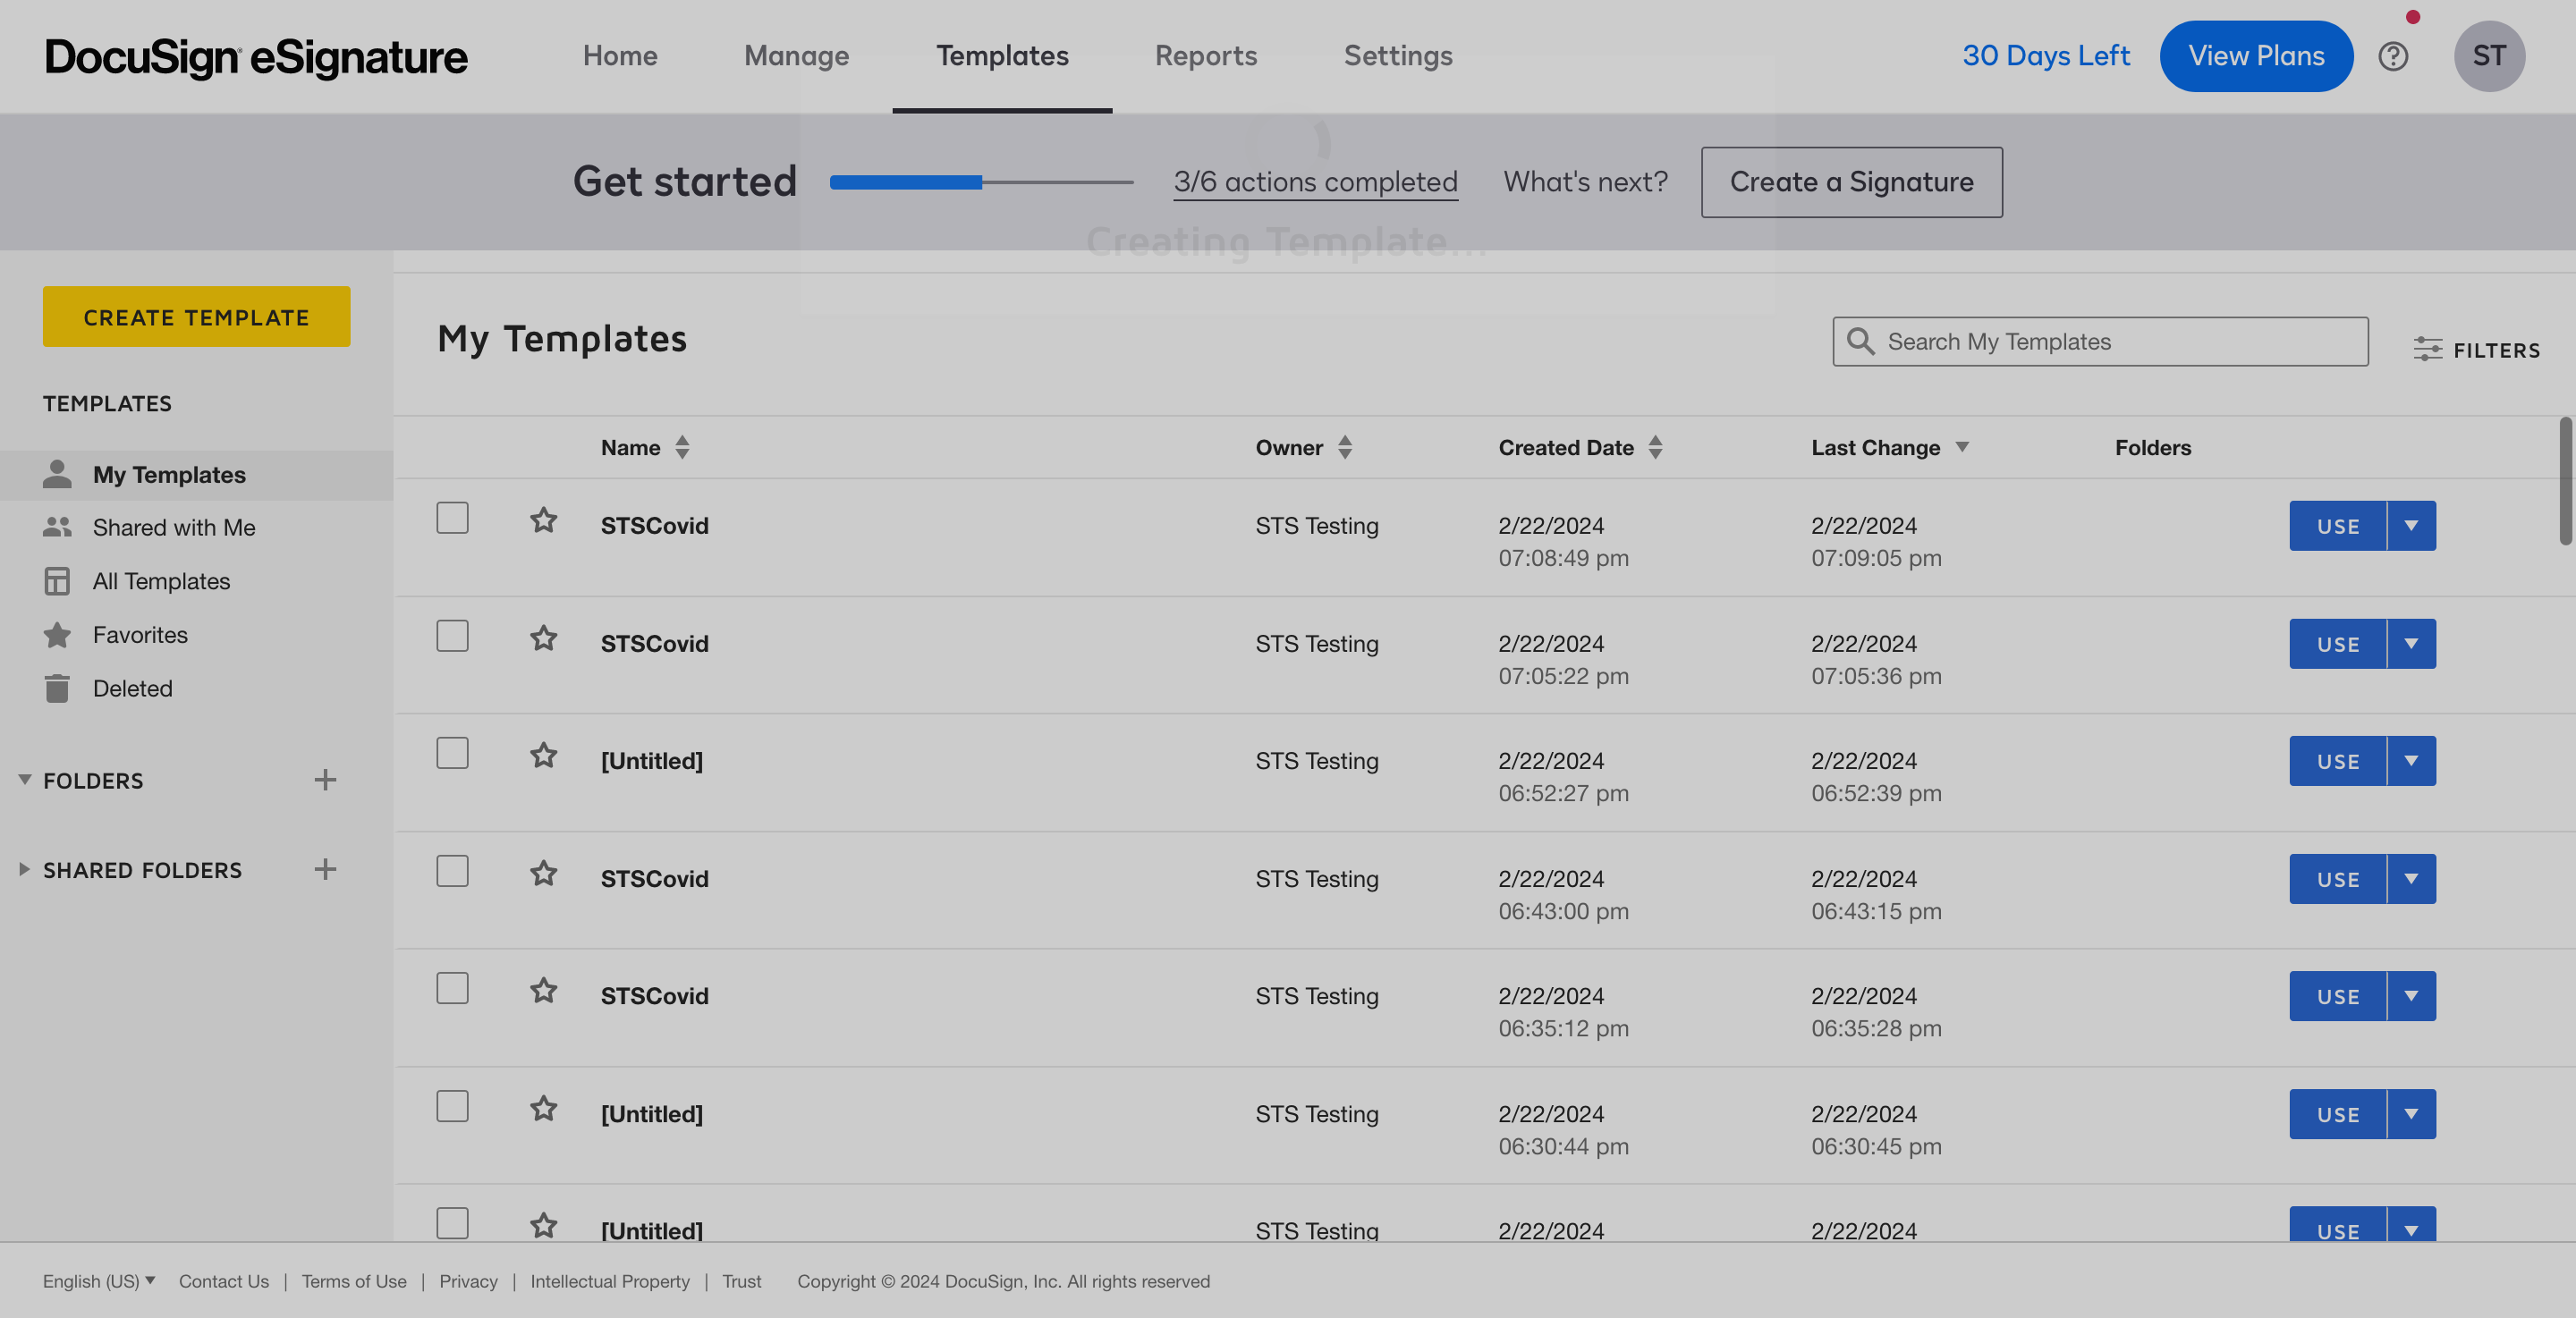 DocuSign eSignature
Home Manage Templates Reports Settings 30 Days Left View Plans ST
Get started 3/6 actions completed What's next? Create a Signature
Creating Template...
CREATE TEMPLATE
TEMPLATES
My Templates
Shared with Me
All Templates
Favorites
Deleted
FOLDERS
SHARED FOLDERS
My Templates Search My Templates FILTERS
Name Owner Created Date Last Change Folders
STSCovid STS Testing 2/22/2024 2/22/2024 USE
07:08:49 pm 07:09:05 pm
STSCovid STS Testing 2/22/2024 2/22/2024 USE
07:05:22 pm 07:05:36 pm
[Untitled] STS Testing 2/22/2024 2/22/2024 USE
06:52:27 pm 06:52:39 pm
STSCovid STS Testing 2/22/2024 2/22/2024 USE
06:43:00 pm 06:43:15 pm
STSCovid STS Testing 2/22/2024 2/22/2024 USE
06:35:12 pm 06:35:28 pm
[Untitled] STS Testing 2/22/2024 2/22/2024 USE
06:30:44 pm 06:30:45 pm
[Untitled] STS Testing 2/22/2024 2/22/2024 USE
English (US) Contact Us | Terms of Use | Privacy | Intellectual Property | Trust Copyright © 2024 DocuSign, Inc. All rights reserved